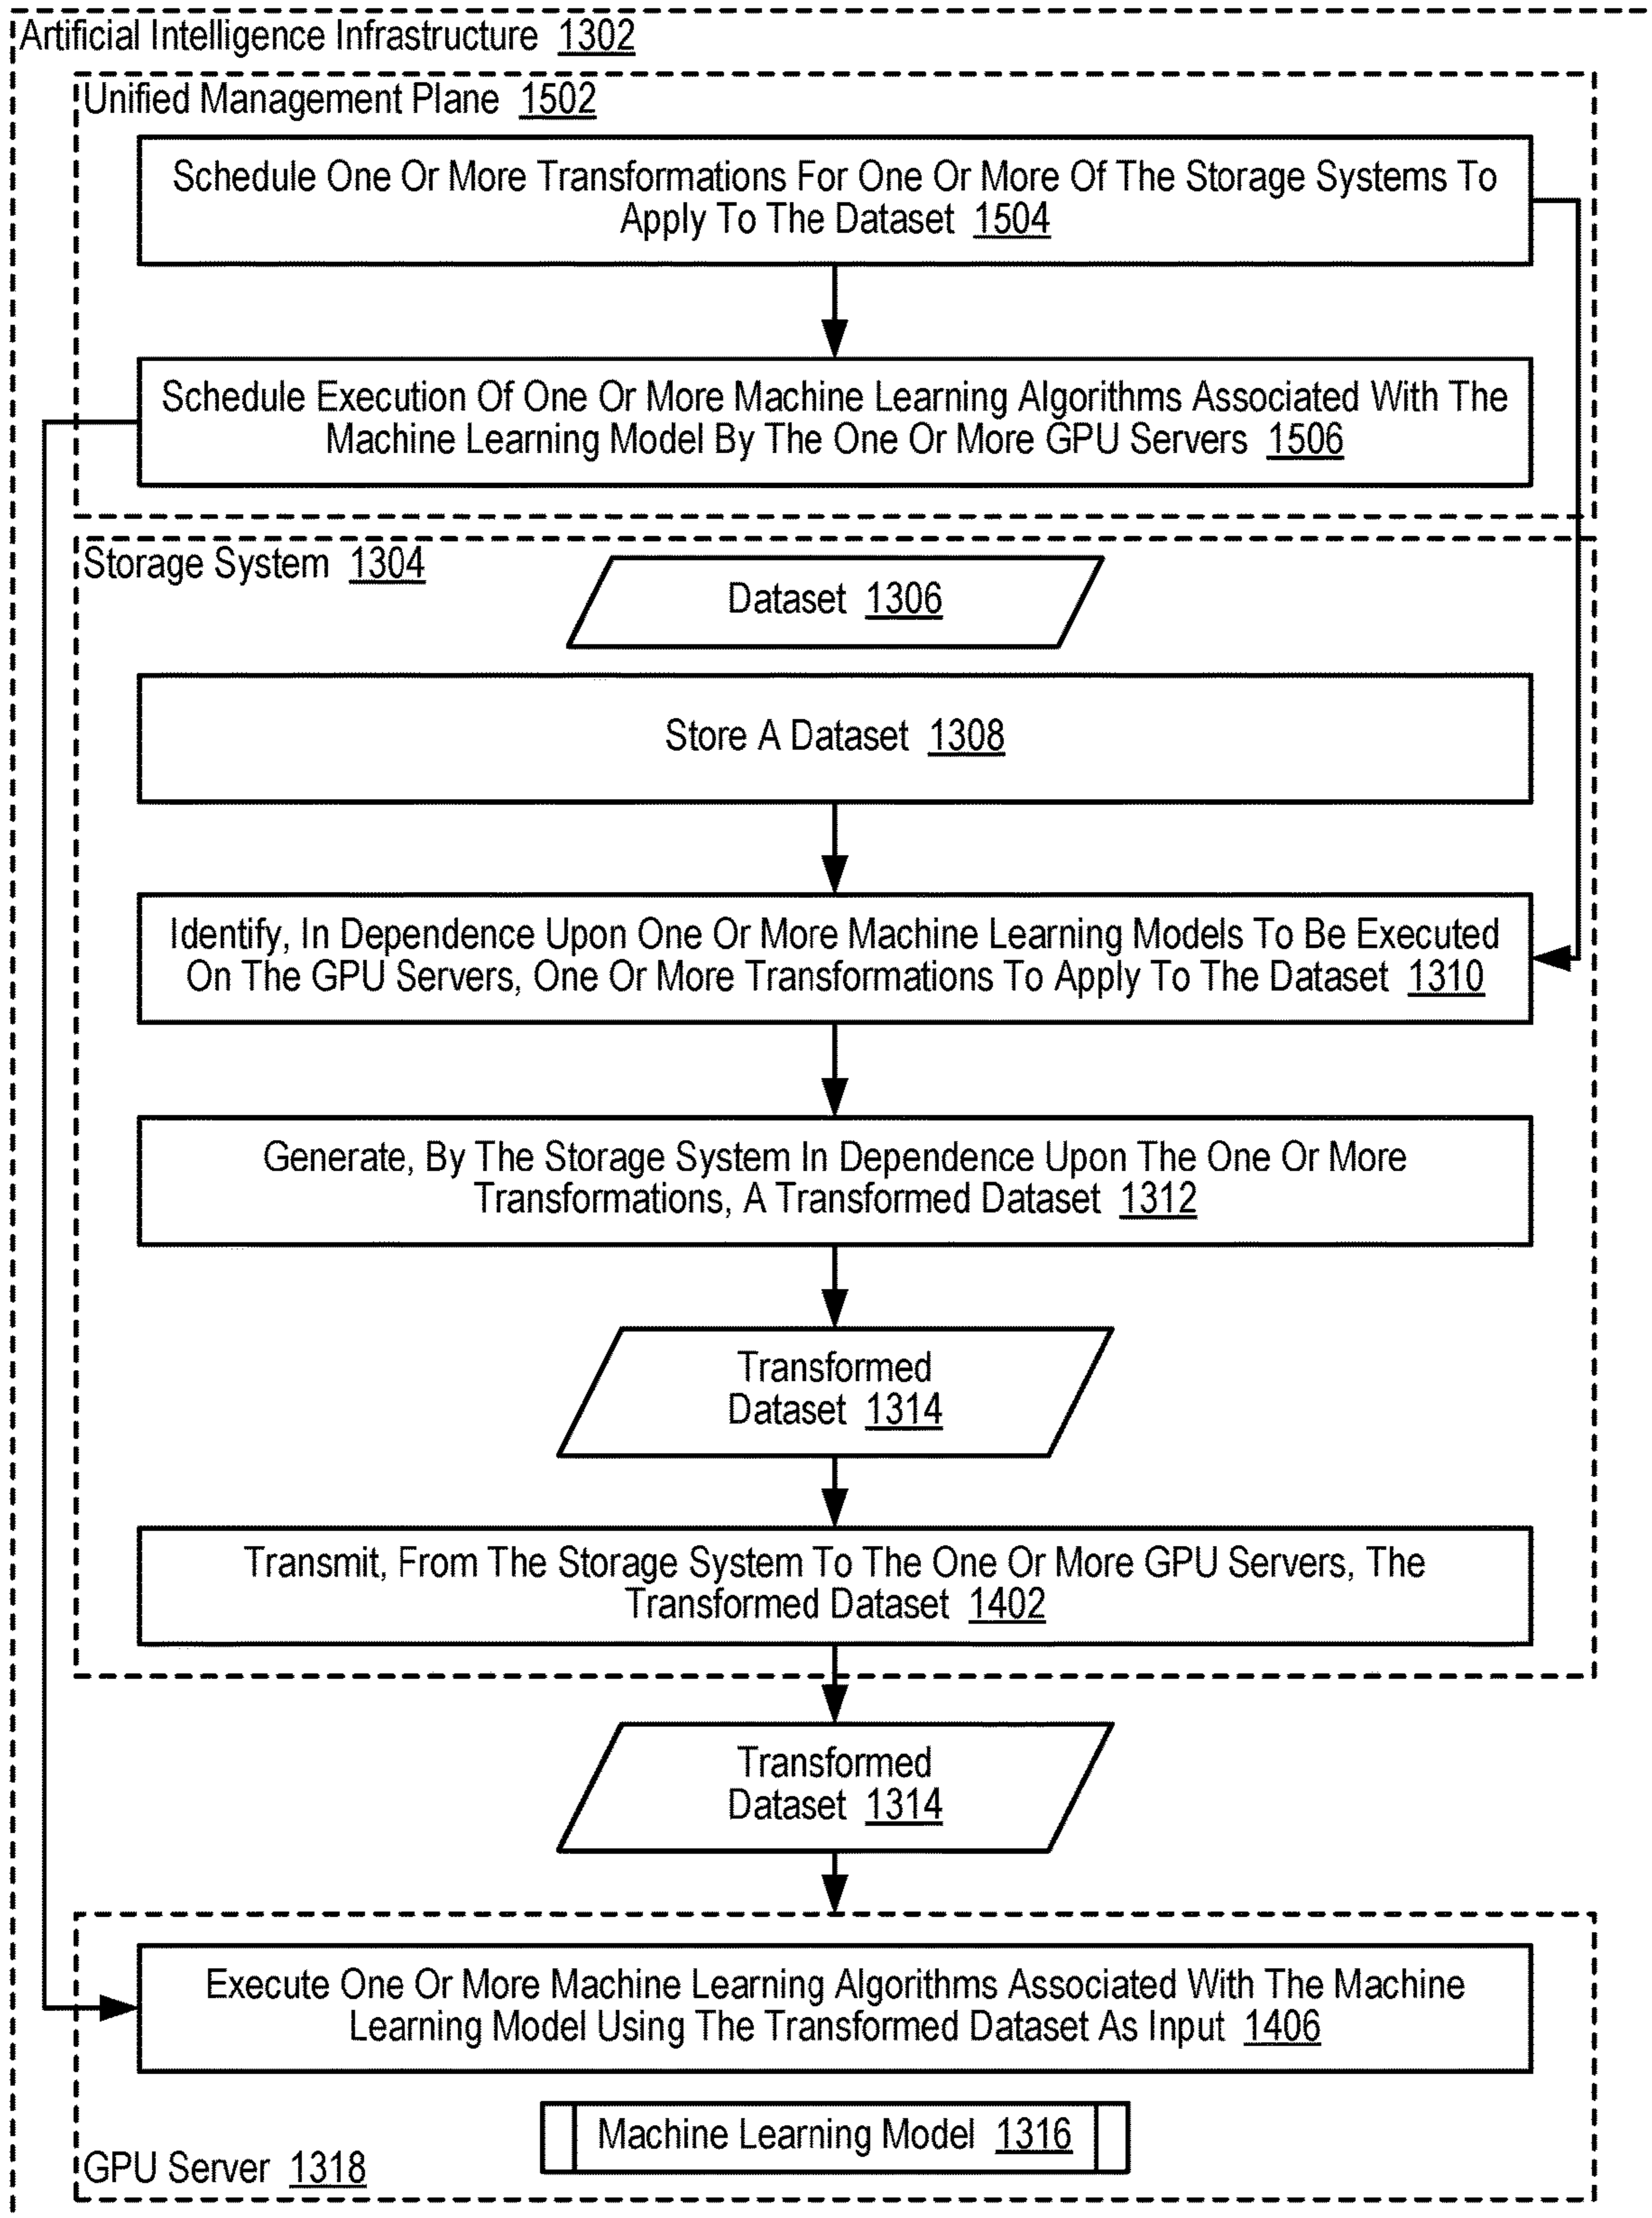 Artificial Intelligence Infrastructure 1302
Unified Management Plane 1502
Schedule One Or More Transformations For One Or More Of The Storage Systems To
Apply To The Dataset 1504
Schedule Execution Of One Or More Machine Learning Algorithms Associated With The
Machine Learning Model By The One Or More GPU Servers 1506
Storage System 1304
Dataset 1306
Store A Dataset 1308
Identify, In Dependence Upon One Or More Machine Learning Models To Be Executed
On The GPU Servers, One Or More Transformations To Apply To The Dataset 1310
Generate, By The Storage System In Dependence Upon The One Or More
Transformations, A Transformed Dataset 1312
Transformed
Dataset 1314
Transmit, From The Storage System To The One Or More GPU Servers, The
Transformed Dataset 1402
Transformed
Dataset 1314
Execute One Or More Machine Learning Algorithms Associated With The Machine
Learning Model Using The Transformed Dataset As Input 1406
Machine Learning Model 1316
GPU Server 1318